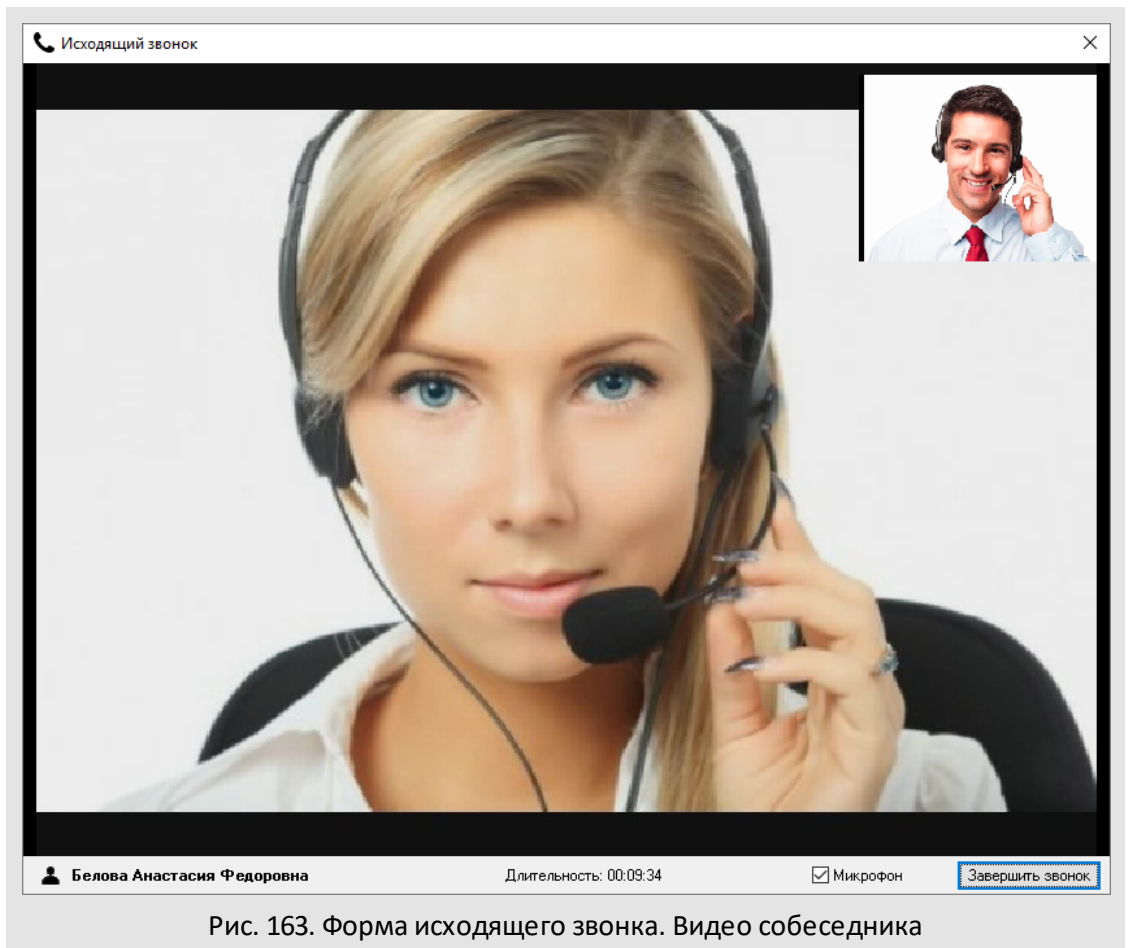 Исходящий звонок
Белова Анастасия Федоровна
Длительность: 00:09:34
Микрофон
Завершить звонок
Рис. 163. Форма исходящего звонка. Видео собеседника